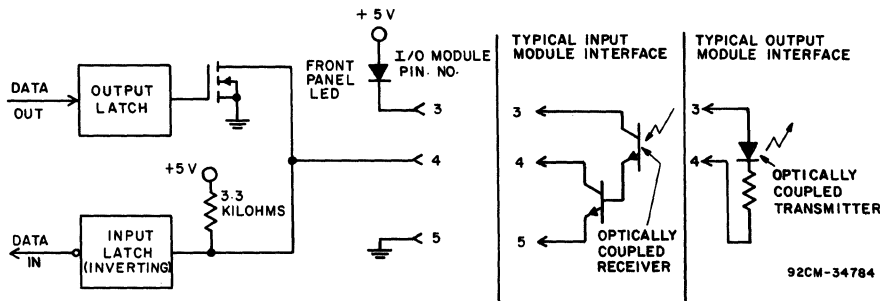 DATA
OUT
OUTPUT
LATCH
+5V
3.3
KILOHMS
DATA
IN
INPUT
LATCH
(INVERTING)
+5V
FRONT
PANEL
LED
I/O MODULE
PIN. NO.
3
4
5
TYPICAL INPUT
MODULE INTERFACE
3
4
5
OPTICALLY
COUPLED
RECEIVER
TYPICAL OUTPUT
MODULE INTERFACE
3
4
OPTICALLY
COUPLED
TRANSMITTER
92CM-34784